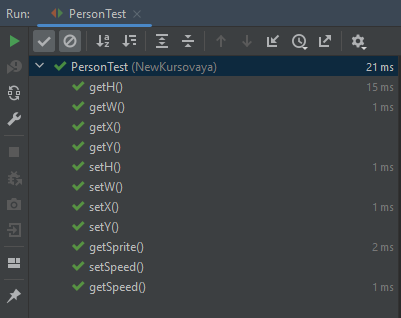 Run: PersonTest
PersonTest (NewKursovaya) 21 ms
getH() 15 ms
getW() 1 ms
getX()
getY()
setH() 1 ms
setW()
setX() 1 ms
setY()
getSprite() 2 ms
setSpeed()
getSpeed() 1 ms